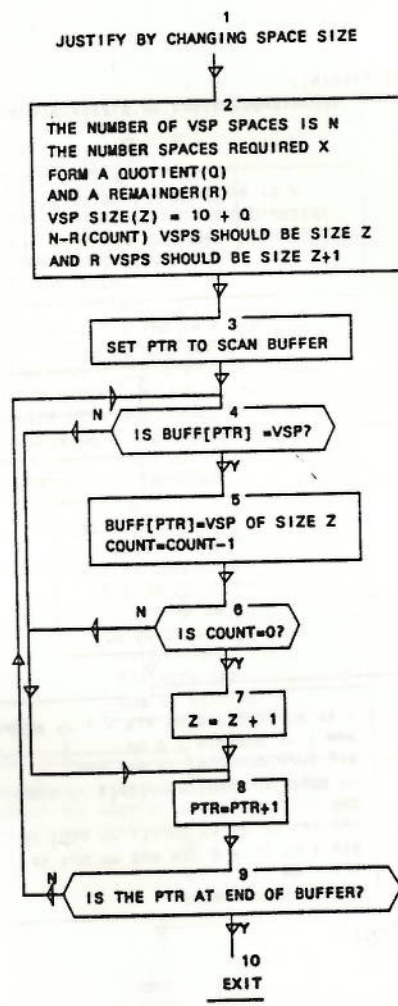 1
JUSTIFY BY CHANGING SPACE SIZE
2
THE NUMBER OF VSP SPACES IS N
THE NUMBER SPACES REQUIRED X
FORM A QUOTIENT(Q)
AND A REMAINDER(R)
VSP SIZE(Z) = 10 + Q
N-R(COUNT) VSPS SHOULD BE SIZE Z
AND R VSPS SHOULD BE SIZE Z+1
3
SET PTR TO SCAN BUFFER
N
4
IS BUFF[PTR] =VSP?
Y
5
BUFF[PTR]=VSP OF SIZE Z
COUNT=COUNT-1
N
6
IS COUNT=0?
Y
7
Z = Z + 1
8
PTR=PTR+1
N
9
IS THE PTR AT END OF BUFFER?
Y
10
EXIT